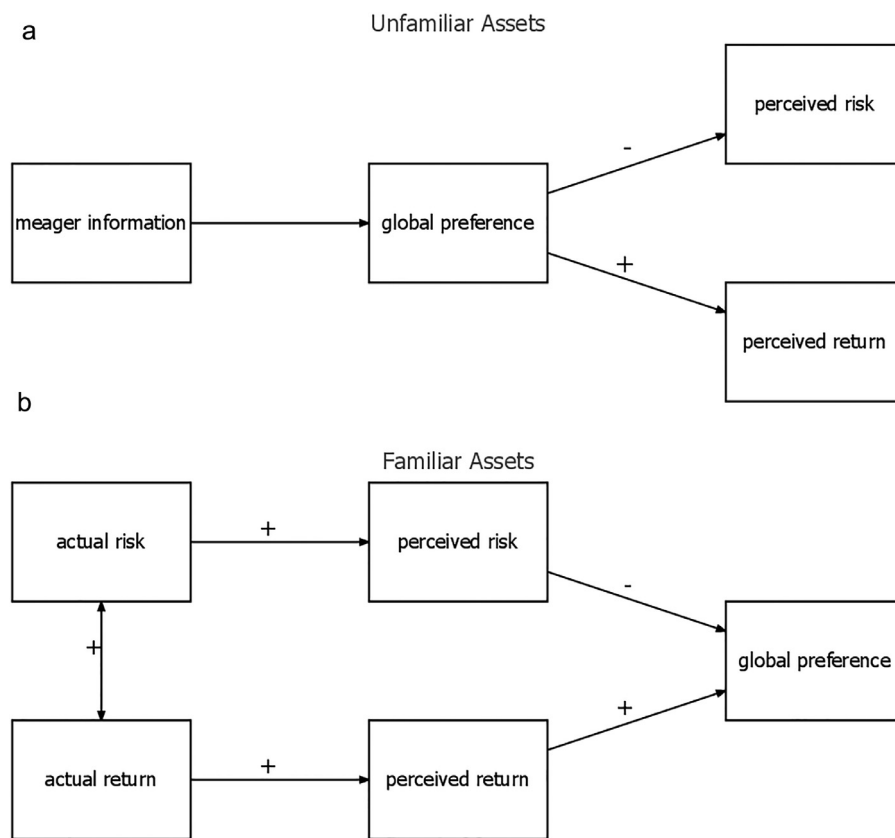 a
Unfamiliar Assets
perceived risk
-
meager information
global preference
+
perceived return
b
Familiar Assets
actual risk
+
perceived risk
-
+
global preference
+
actual return
+
perceived return